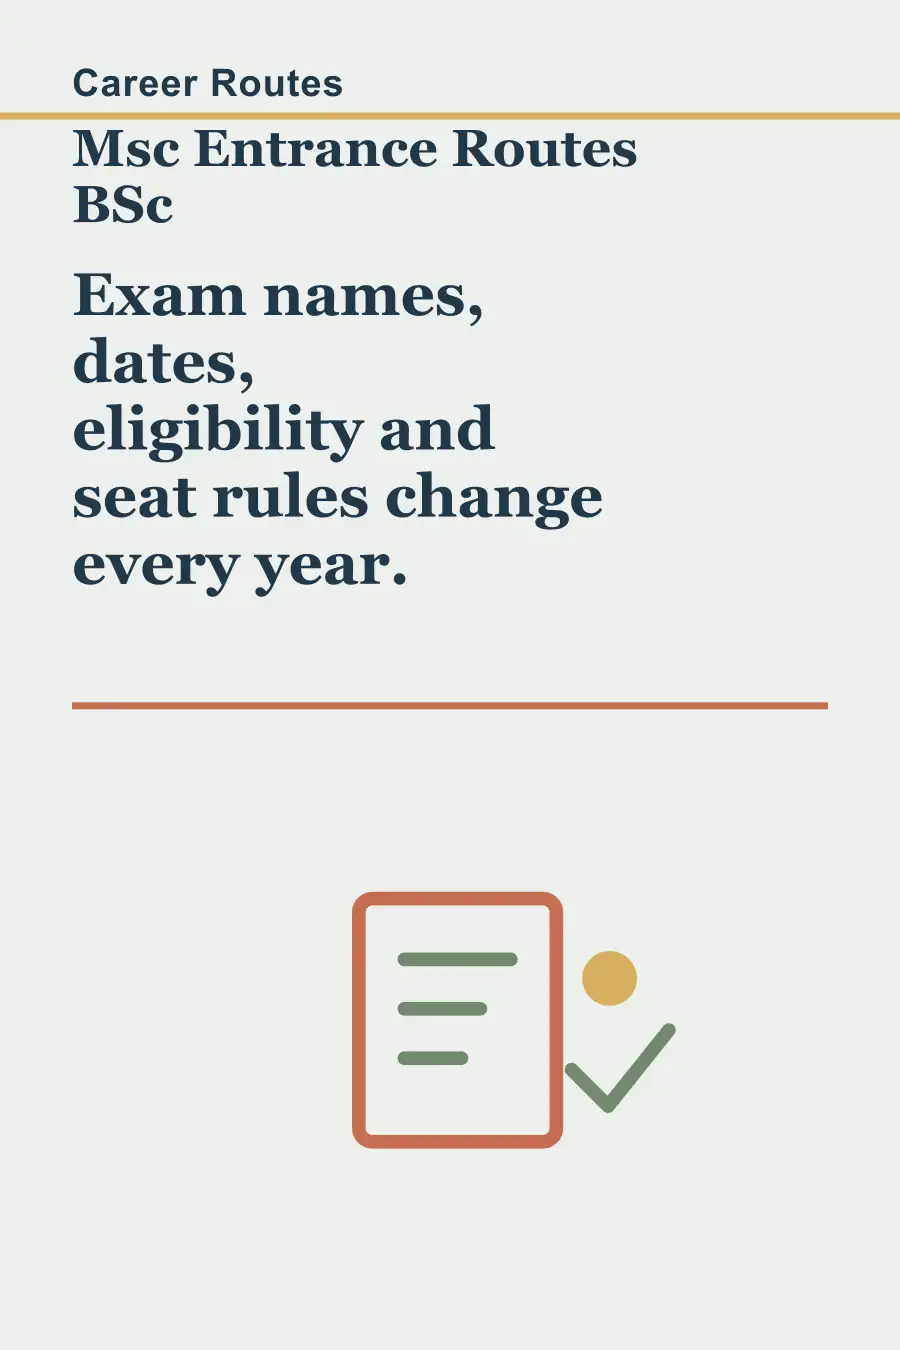 Career Routes
Msc Entrance Routes
BSc
Exam names,
dates,
eligibility and
seat rules change
every year.